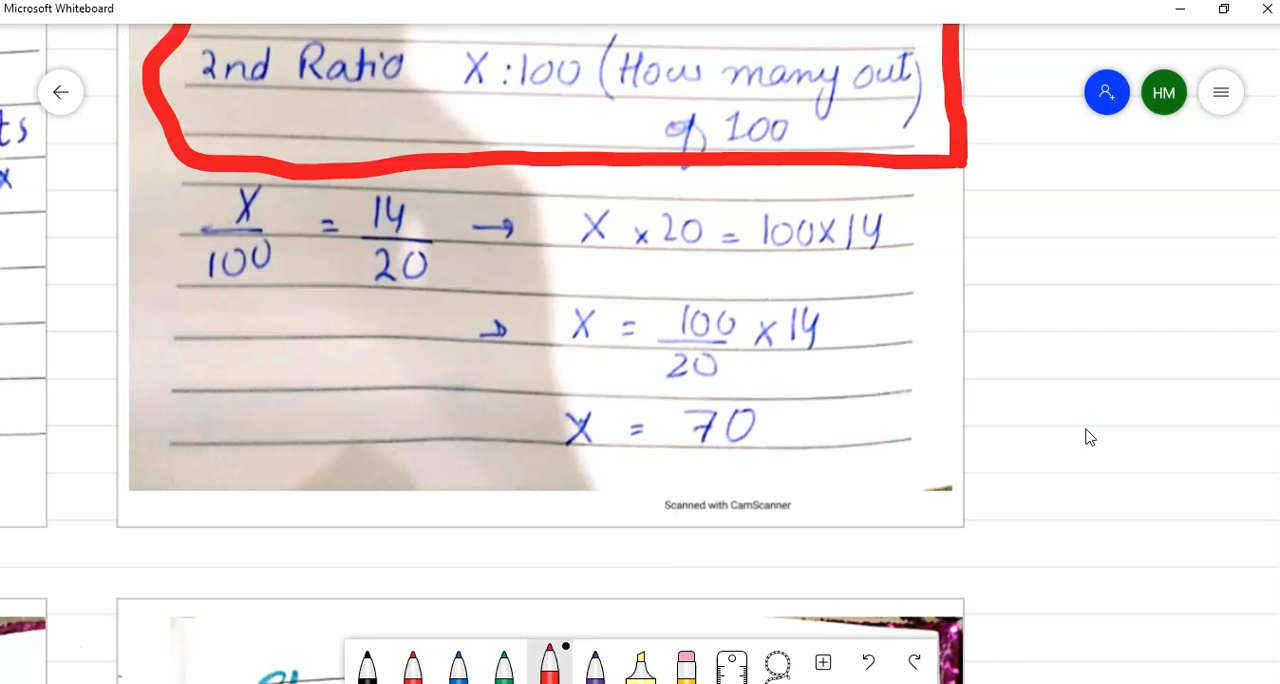 Microsoft Whiteboard
2nd Ratio X:100 (How many out
of 100)
ts
x
HM
X/100 = 14/20 → X × 20 = 100 × 14
→ X = 100/20 × 14
X = 70
Scanned with CamScanner